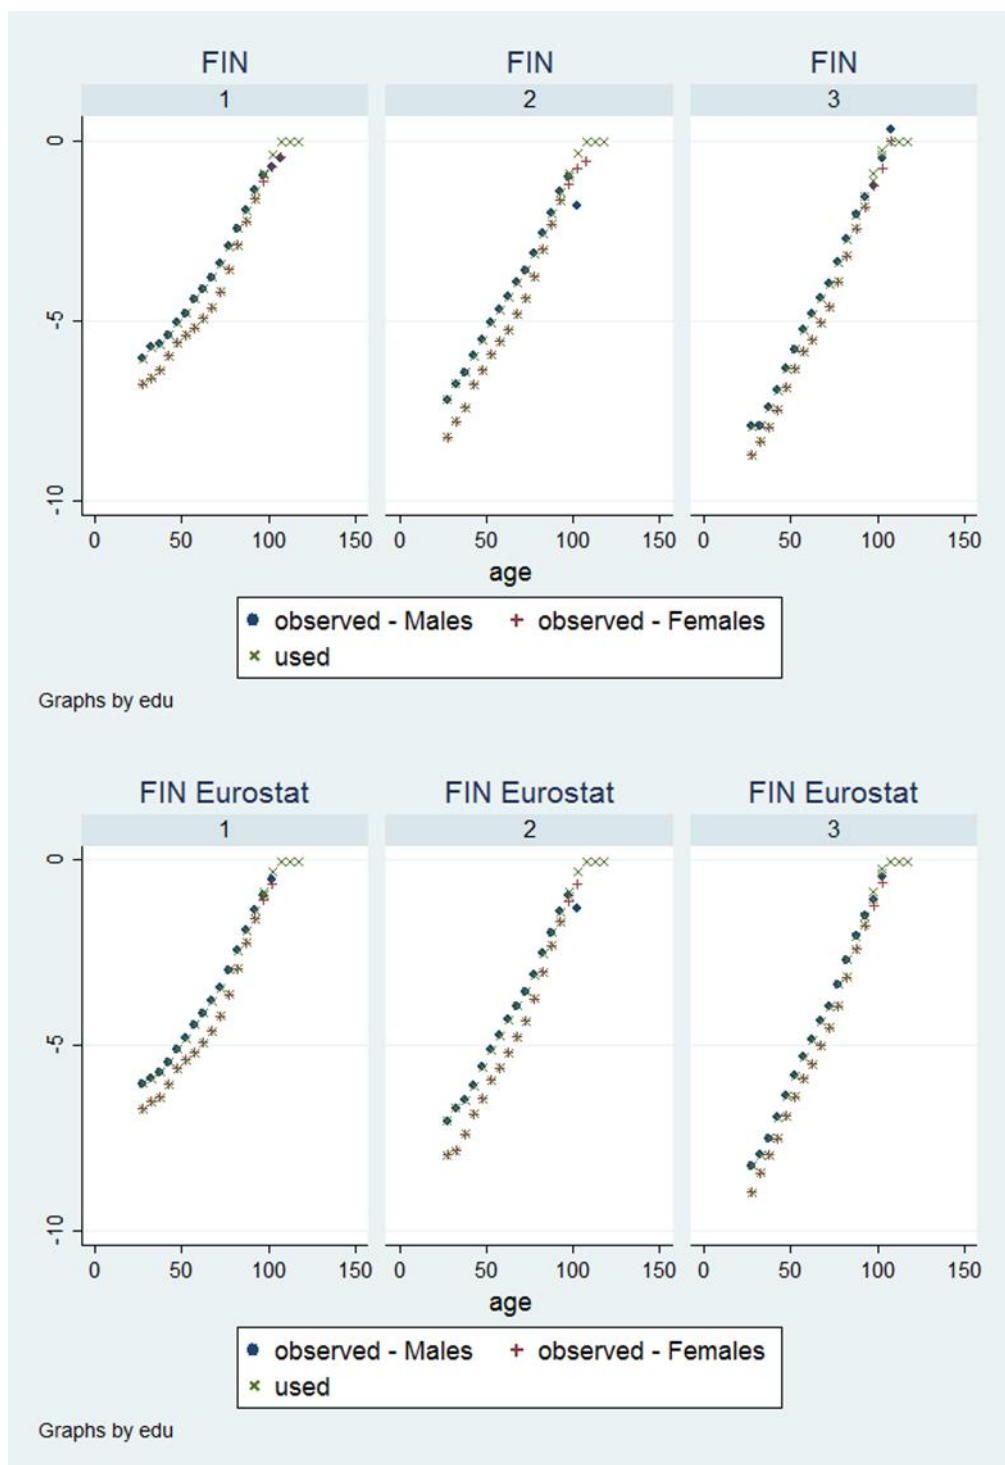 FIN FIN FIN
1 2 3
0
-5
-10
0 50 100 150 0 50 100 150 0 50 100 150
age
observed - Males observed - Females
used
Graphs by edu
FIN Eurostat FIN Eurostat FIN Eurostat
1 2 3
0
-5
-10
0 50 100 150 0 50 100 150 0 50 100 150
age
observed - Males observed - Females
used
Graphs by edu